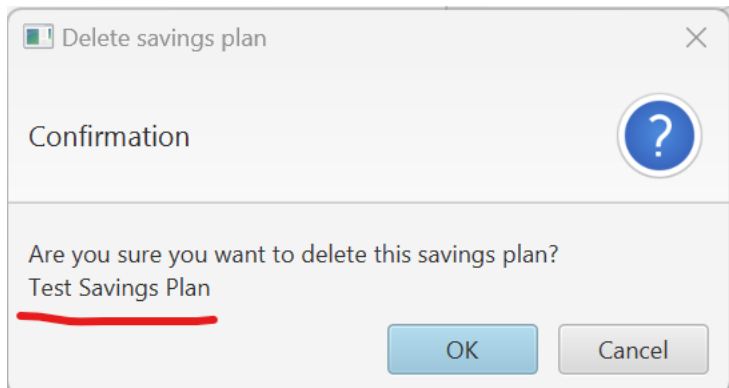 Delete savings plan
Confirmation
?
Are you sure you want to delete this savings plan?
Test Savings Plan
OK
Cancel